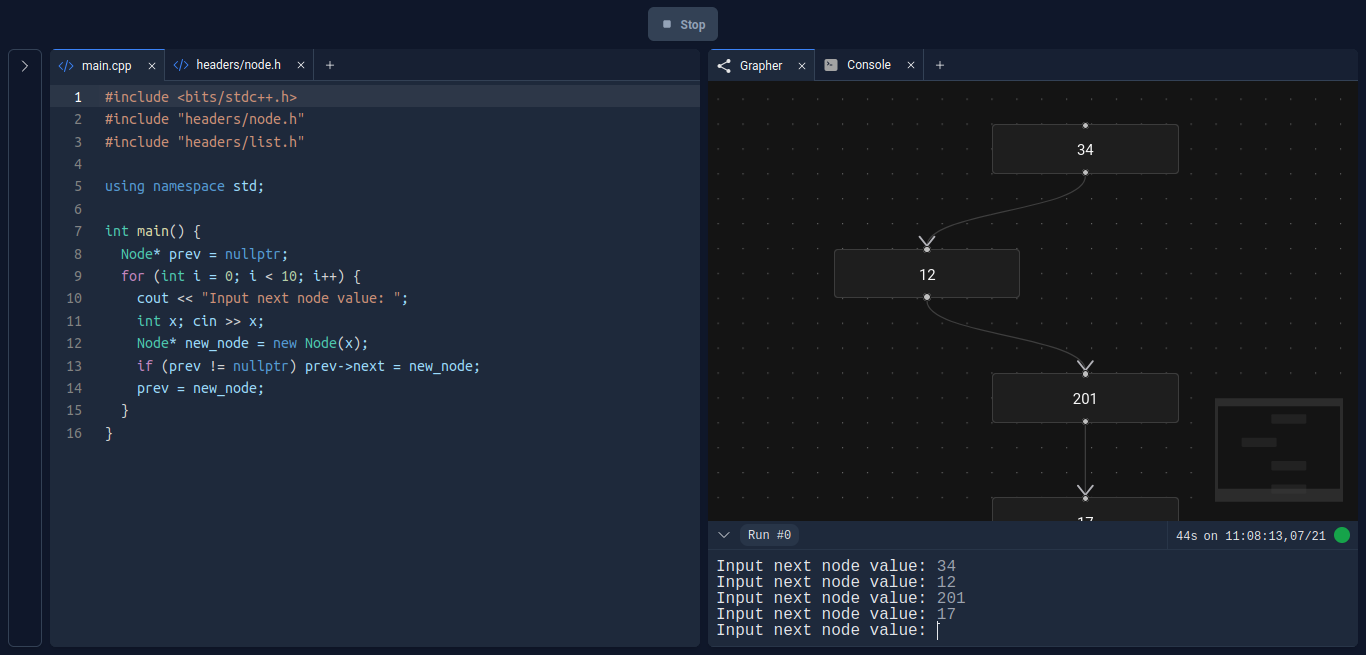 Stop
main.cpp
headers/node.h
1 #include <bits/stdc++.h>
2 #include "headers/node.h"
3 #include "headers/list.h"
4
5 using namespace std;
6
7 int main() {
8   Node* prev = nullptr;
9   for (int i = 0; i < 10; i++) {
10     cout << "Input next node value: ";
11     int x; cin >> x;
12     Node* new_node = new Node(x);
13     if (prev != nullptr) prev->next = new_node;
14     prev = new_node;
15   }
16 }
Grapher
Console
34
12
201
17
Run #0
44s on 11:08:13,07/21
Input next node value: 34
Input next node value: 12
Input next node value: 201
Input next node value: 17
Input next node value: